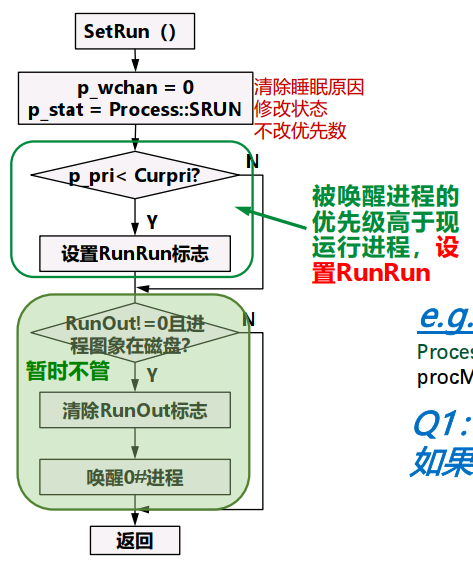 SetRun（）
p_wchan = 0
p_stat = Process::SRUN
清除睡眠原因
修改状态
不改优先数
p_pri< Curpri?
N
Y
设置RunRun标志
被唤醒进程的
优先级高于现
运行进程，设
置RunRun
RunOut!=0且进
程图象在磁盘?
N
暂时不管
Y
清除RunOut标志
唤醒0#进程
返回
e.g.
Proces
procM
Q1：
如果